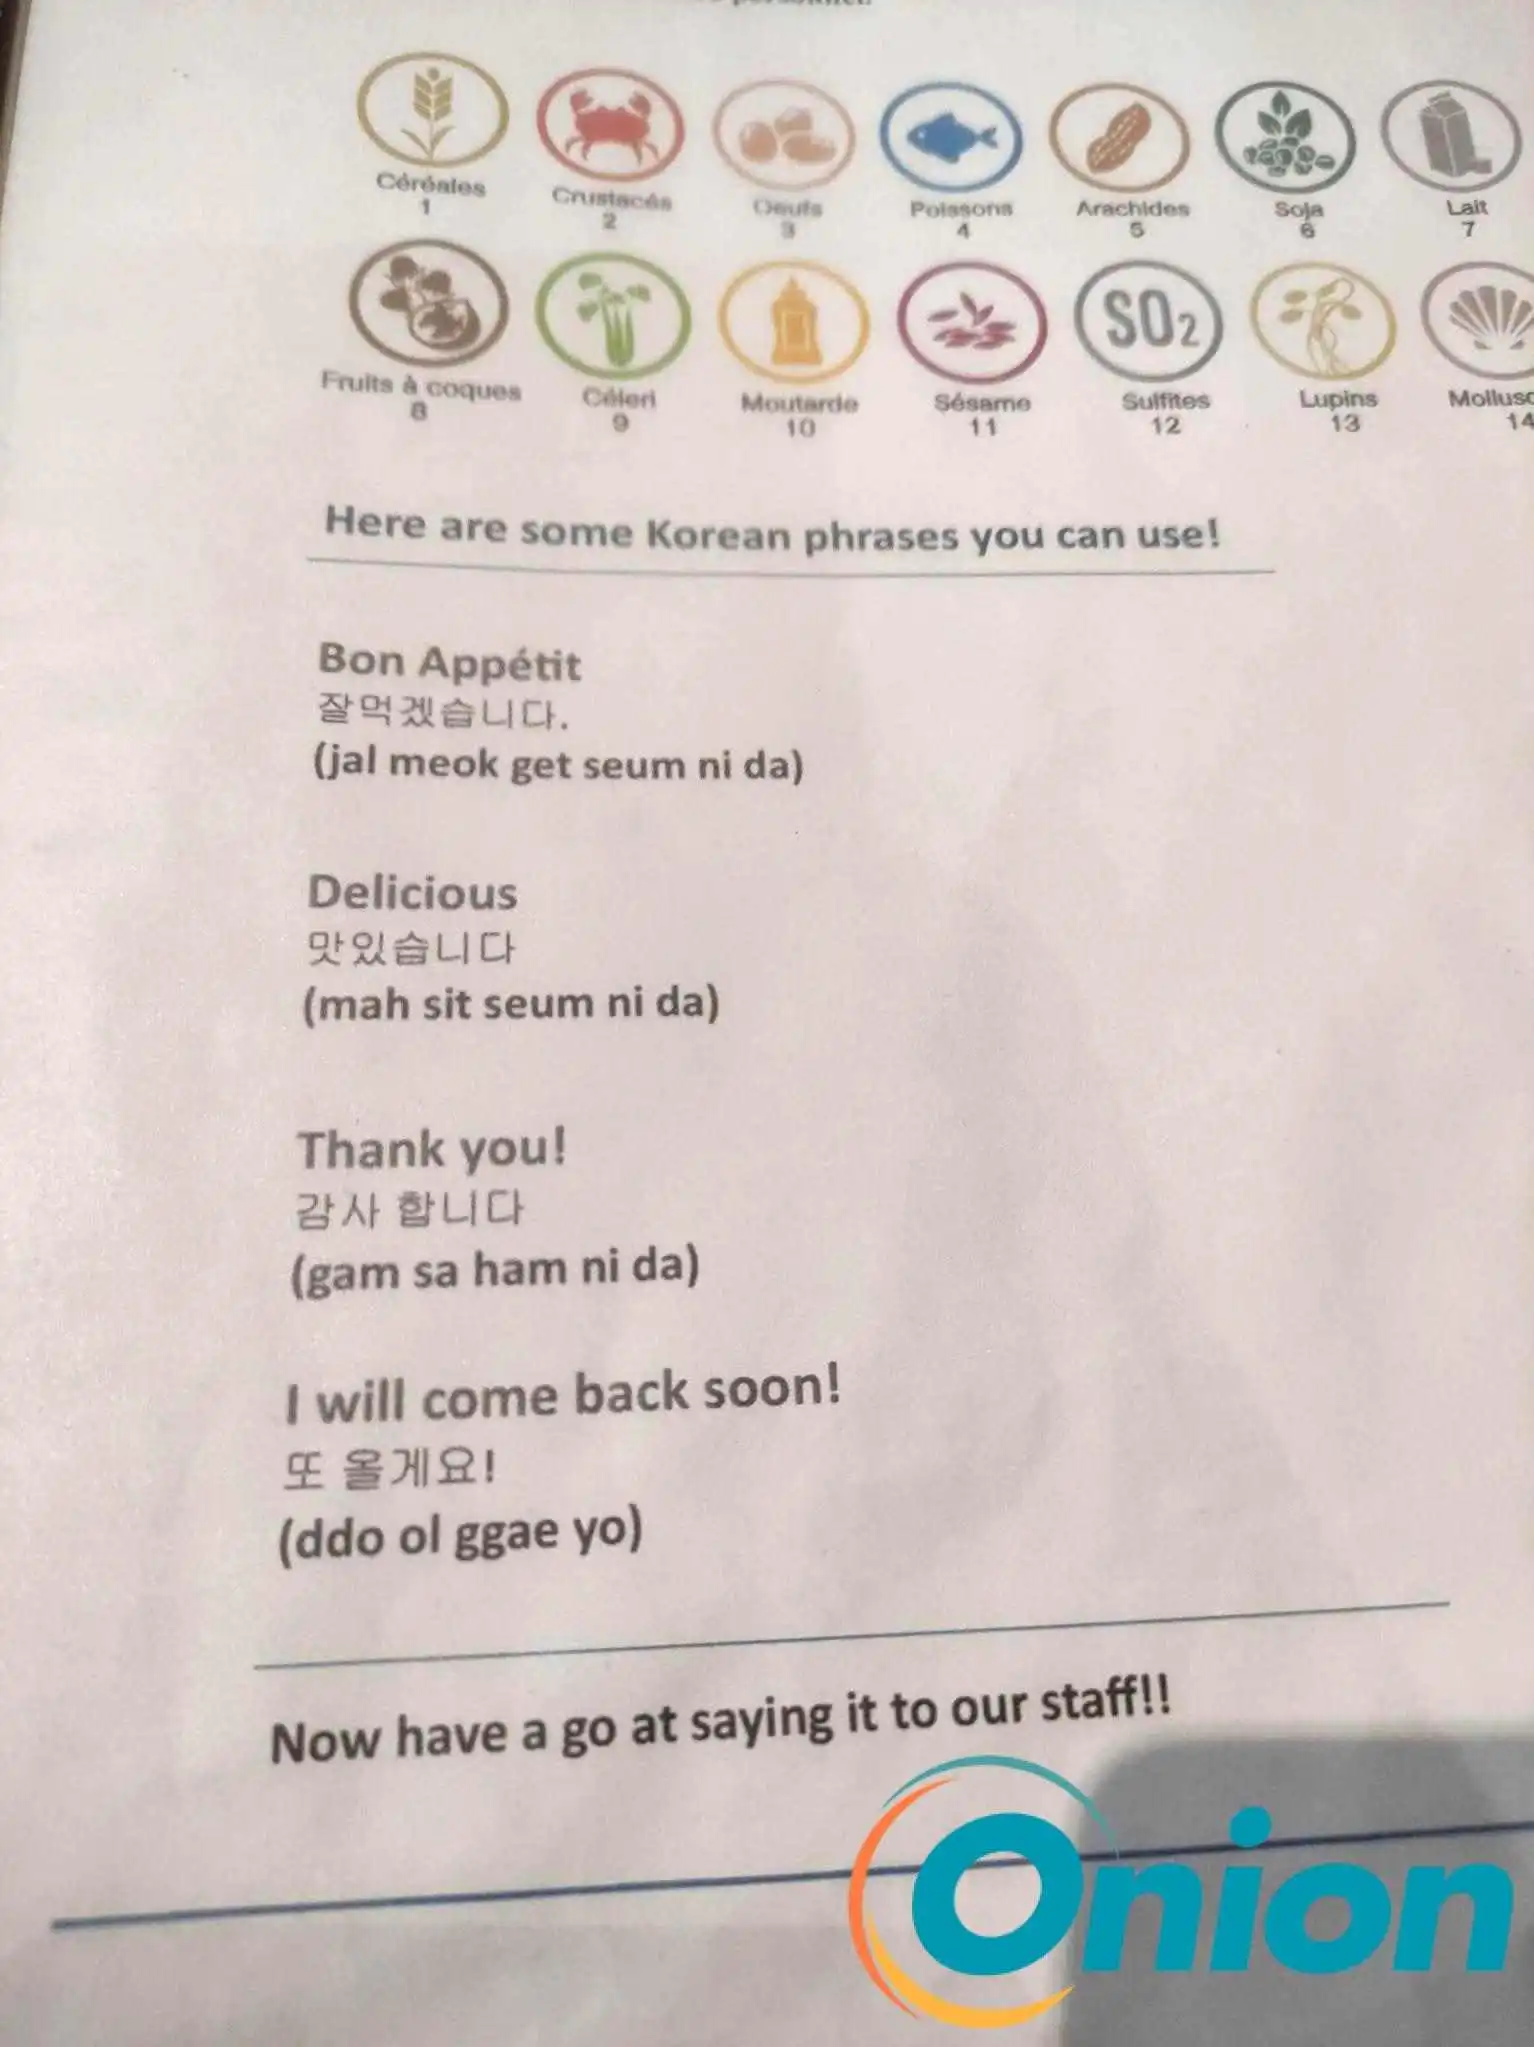 Céréales Crustacés Oeufs Poissons Arachides Soja Lait
1 2 3 4 5 6 7
SO2
Fruits à coques Céleri Moutarde Sésame Sulfites Lupins
8 9 10 11 12 13 14
Here are some Korean phrases you can use!
Bon Appétit
잘먹겠습니다.
(jal meok get seum ni da)
Delicious
맛있습니다
(mah sit seum ni da)
Thank you!
감사 합니다
(gam sa ham ni da)
I will come back soon!
또 올게요!
(ddo ol ggae yo)
Now have a go at saying it to our staff!!
Onion